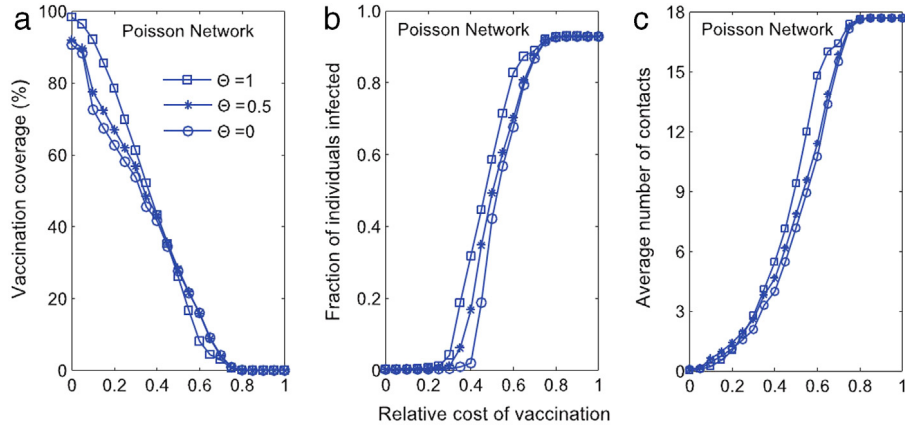 a
Poisson Network
Θ =1
Θ =0.5
Θ =0
Vaccination coverage (%)
100
80
60
40
20
0
0 0.2 0.4 0.6 0.8 1
b
Poisson Network
Fraction of individuals infected
1.0
0.8
0.6
0.4
0.2
0.0
0 0.2 0.4 0.6 0.8 1
Relative cost of vaccination
c
Poisson Network
Average number of contacts
18
15
12
9
6
3
0
0 0.2 0.4 0.6 0.8 1